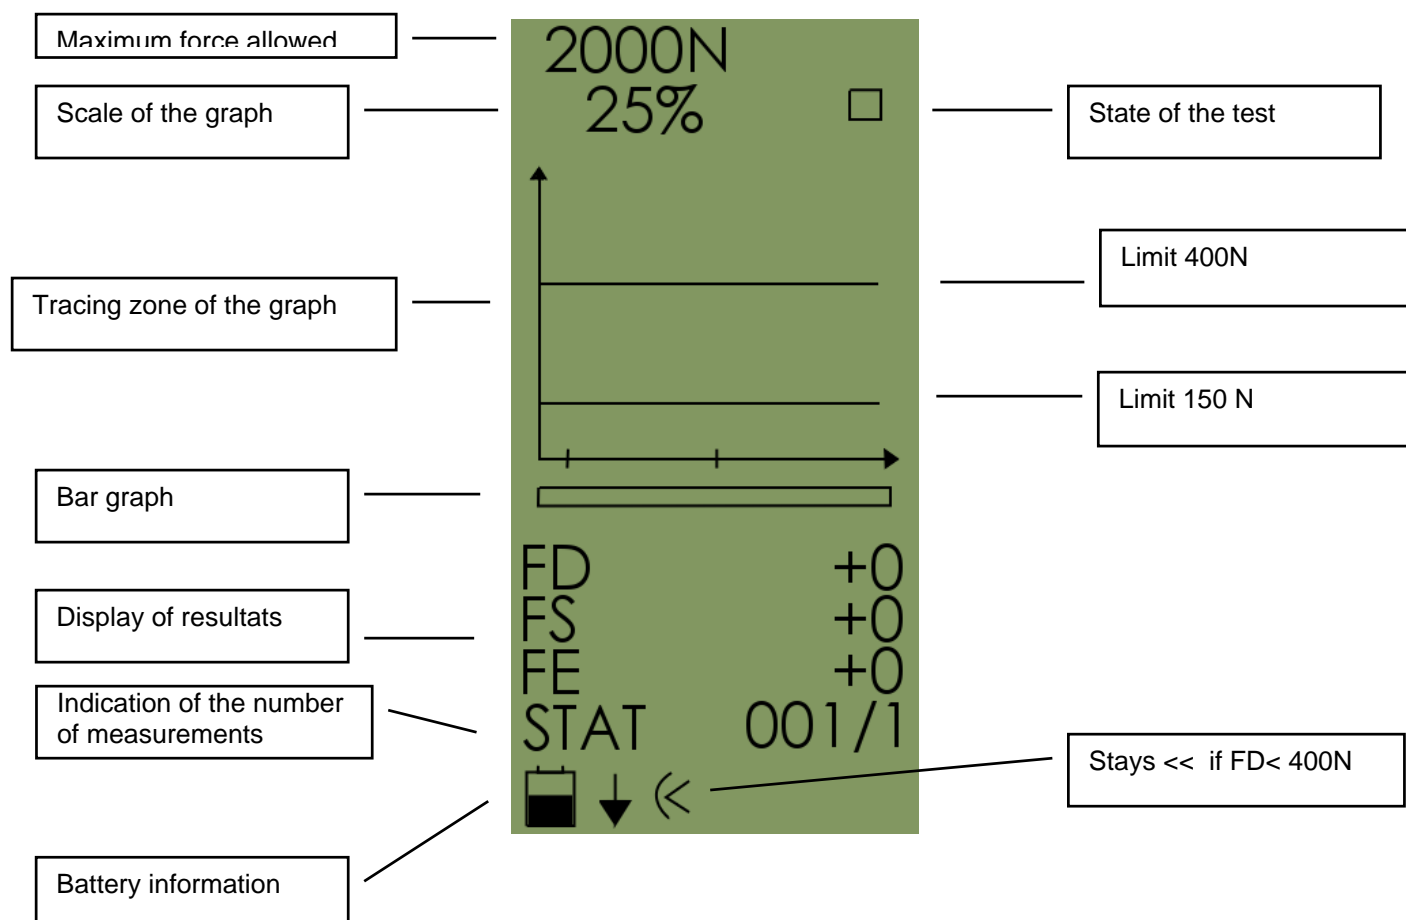 Maximum force allowed
2000N
Scale of the graph
25%
State of the test
Limit 400N
Tracing zone of the graph
Limit 150 N
Bar graph
FD +0
Display of resultats
FS +0
FE +0
Indication of the number
of measurements
STAT 001/1
Stays << if FD< 400N
Battery information